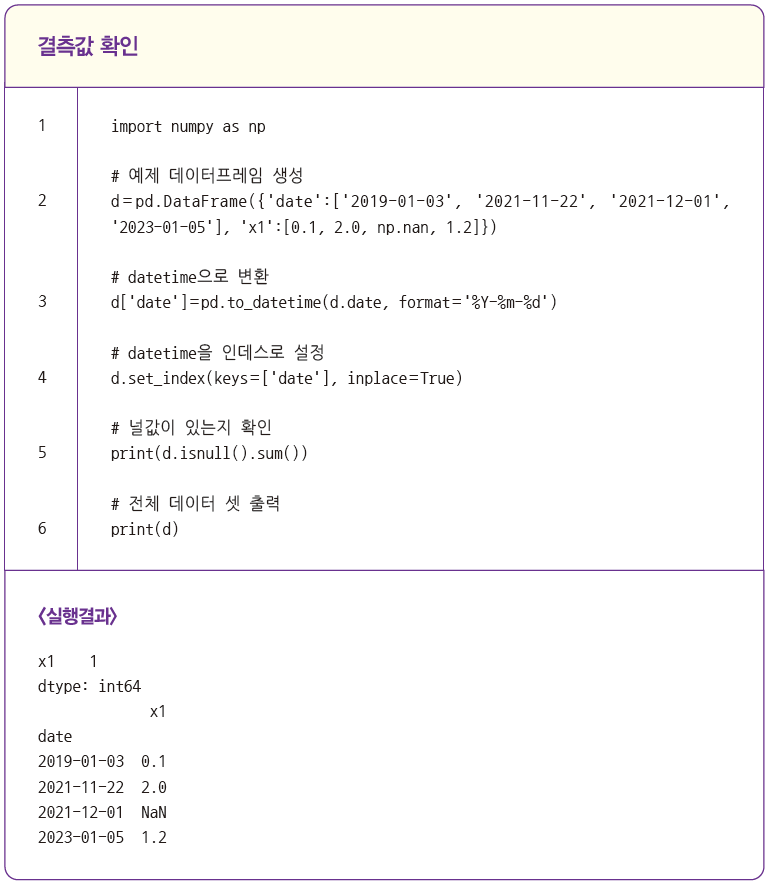 결측값 확인
1 import numpy as np
# 예제 데이터프레임 생성
2 d=pd.DataFrame({'date':['2019-01-03', '2021-11-22', '2021-12-01',
'2023-01-05'], 'x1':[0.1, 2.0, np.nan, 1.2]})
# datetime으로 변환
3 d['date']=pd.to_datetime(d.date, format='%Y-%m-%d')
# datetime을 인데스로 설정
4 d.set_index(keys=['date'], inplace=True)
# 널값이 있는지 확인
5 print(d.isnull().sum())
# 전체 데이터 셋 출력
6 print(d)
〈실행결과〉
x1 1
dtype: int64
x1
date
2019-01-03 0.1
2021-11-22 2.0
2021-12-01 NaN
2023-01-05 1.2